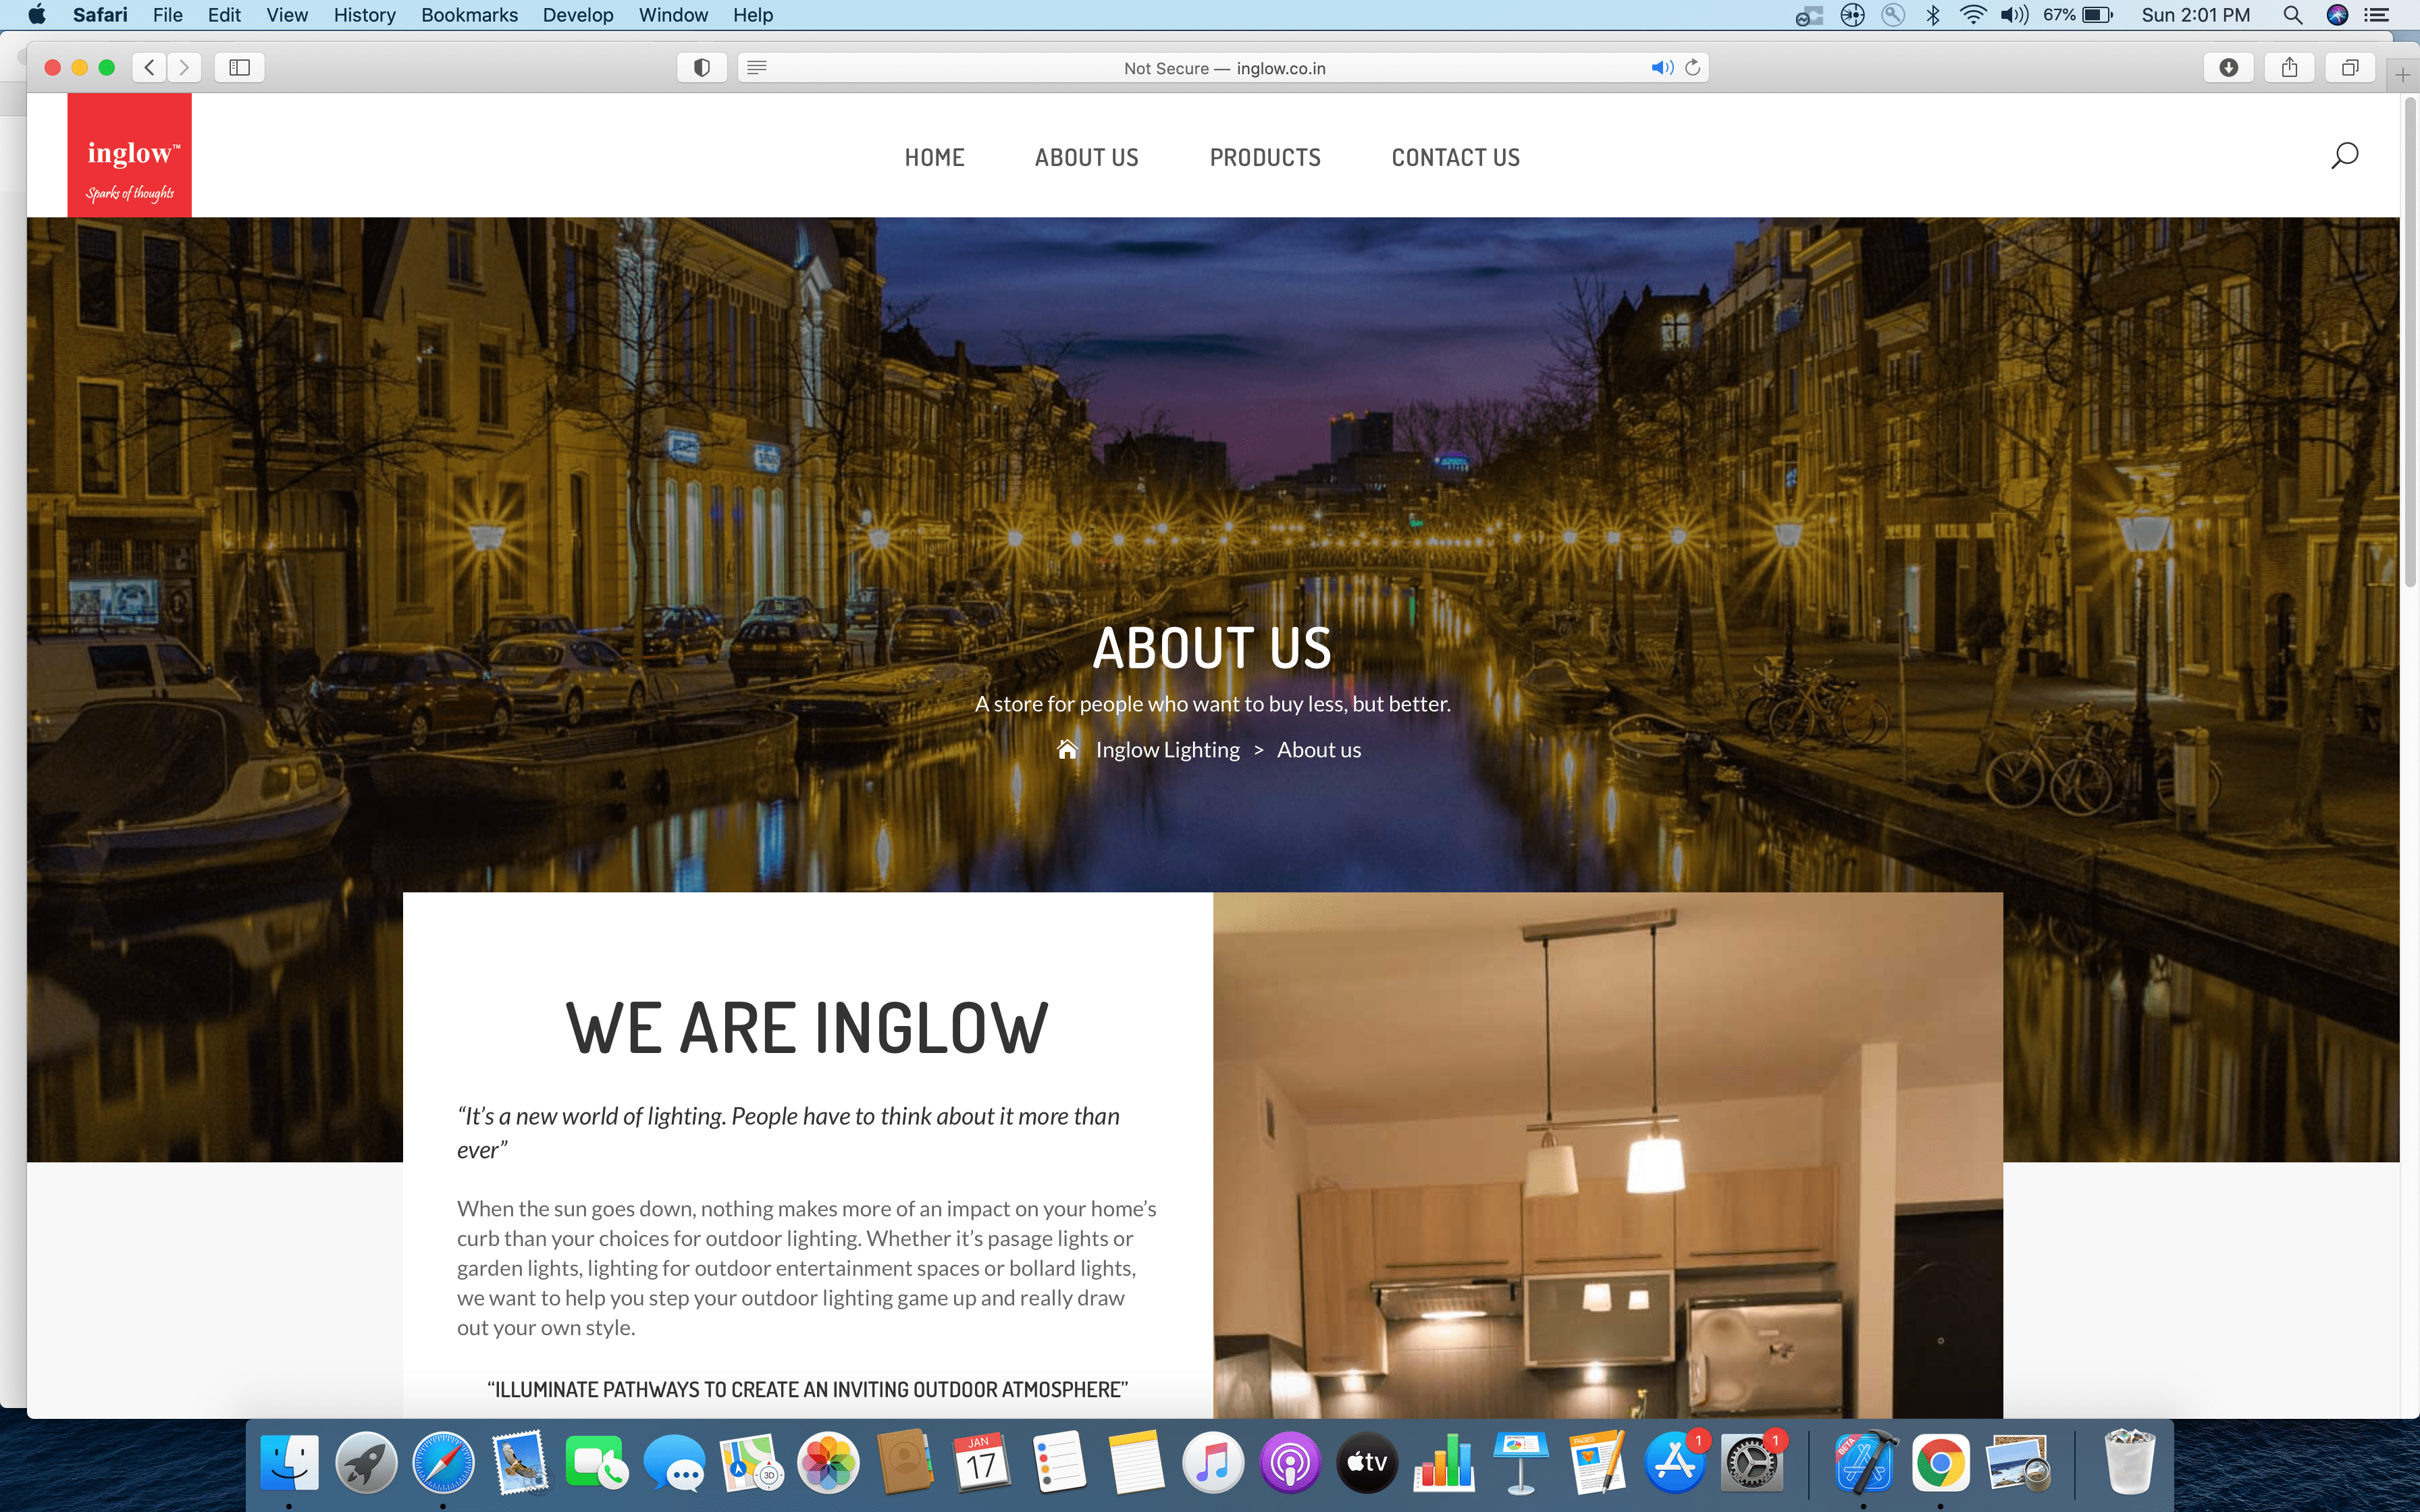 Safari File Edit View History Bookmarks Develop Window Help 67% Sun 2:01 PM
Not Secure — inglow.co.in
inglow™
Sparks of thoughts
HOME ABOUT US PRODUCTS CONTACT US
ABOUT US
A store for people who want to buy less, but better.
Inglow Lighting > About us
WE ARE INGLOW
“It’s a new world of lighting. People have to think about it more than
ever”
When the sun goes down, nothing makes more of an impact on your home’s
curb than your choices for outdoor lighting. Whether it’s pasage lights or
garden lights, lighting for outdoor entertainment spaces or bollard lights,
we want to help you step your outdoor lighting game up and really draw
out your own style.
“ILLUMINATE PATHWAYS TO CREATE AN INVITING OUTDOOR ATMOSPHERE”
3D
JAN
17
tv
PAGES
1
1
BETA